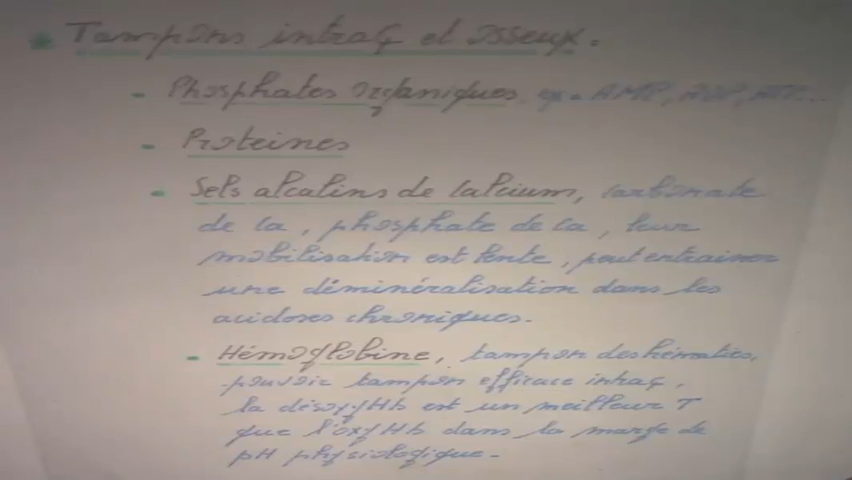 Tampons intraç et osseux.
- Phosphates organiques. ex = AMP, ADP, ATP...
- Proteines
- Sels alcalins de Calcium, carbonate
de Ca, phosphate de Ca, leur
mobilisation est lente, peut entrainer
une déminéralisation dans les
acidoses chroniques.
- Hémoglobine, tampon des hématies,
pouvoir tampon efficace intraç,
la désoxyHb est un meilleur T
que l'oxyHb dans la marge de
pH physiologique.